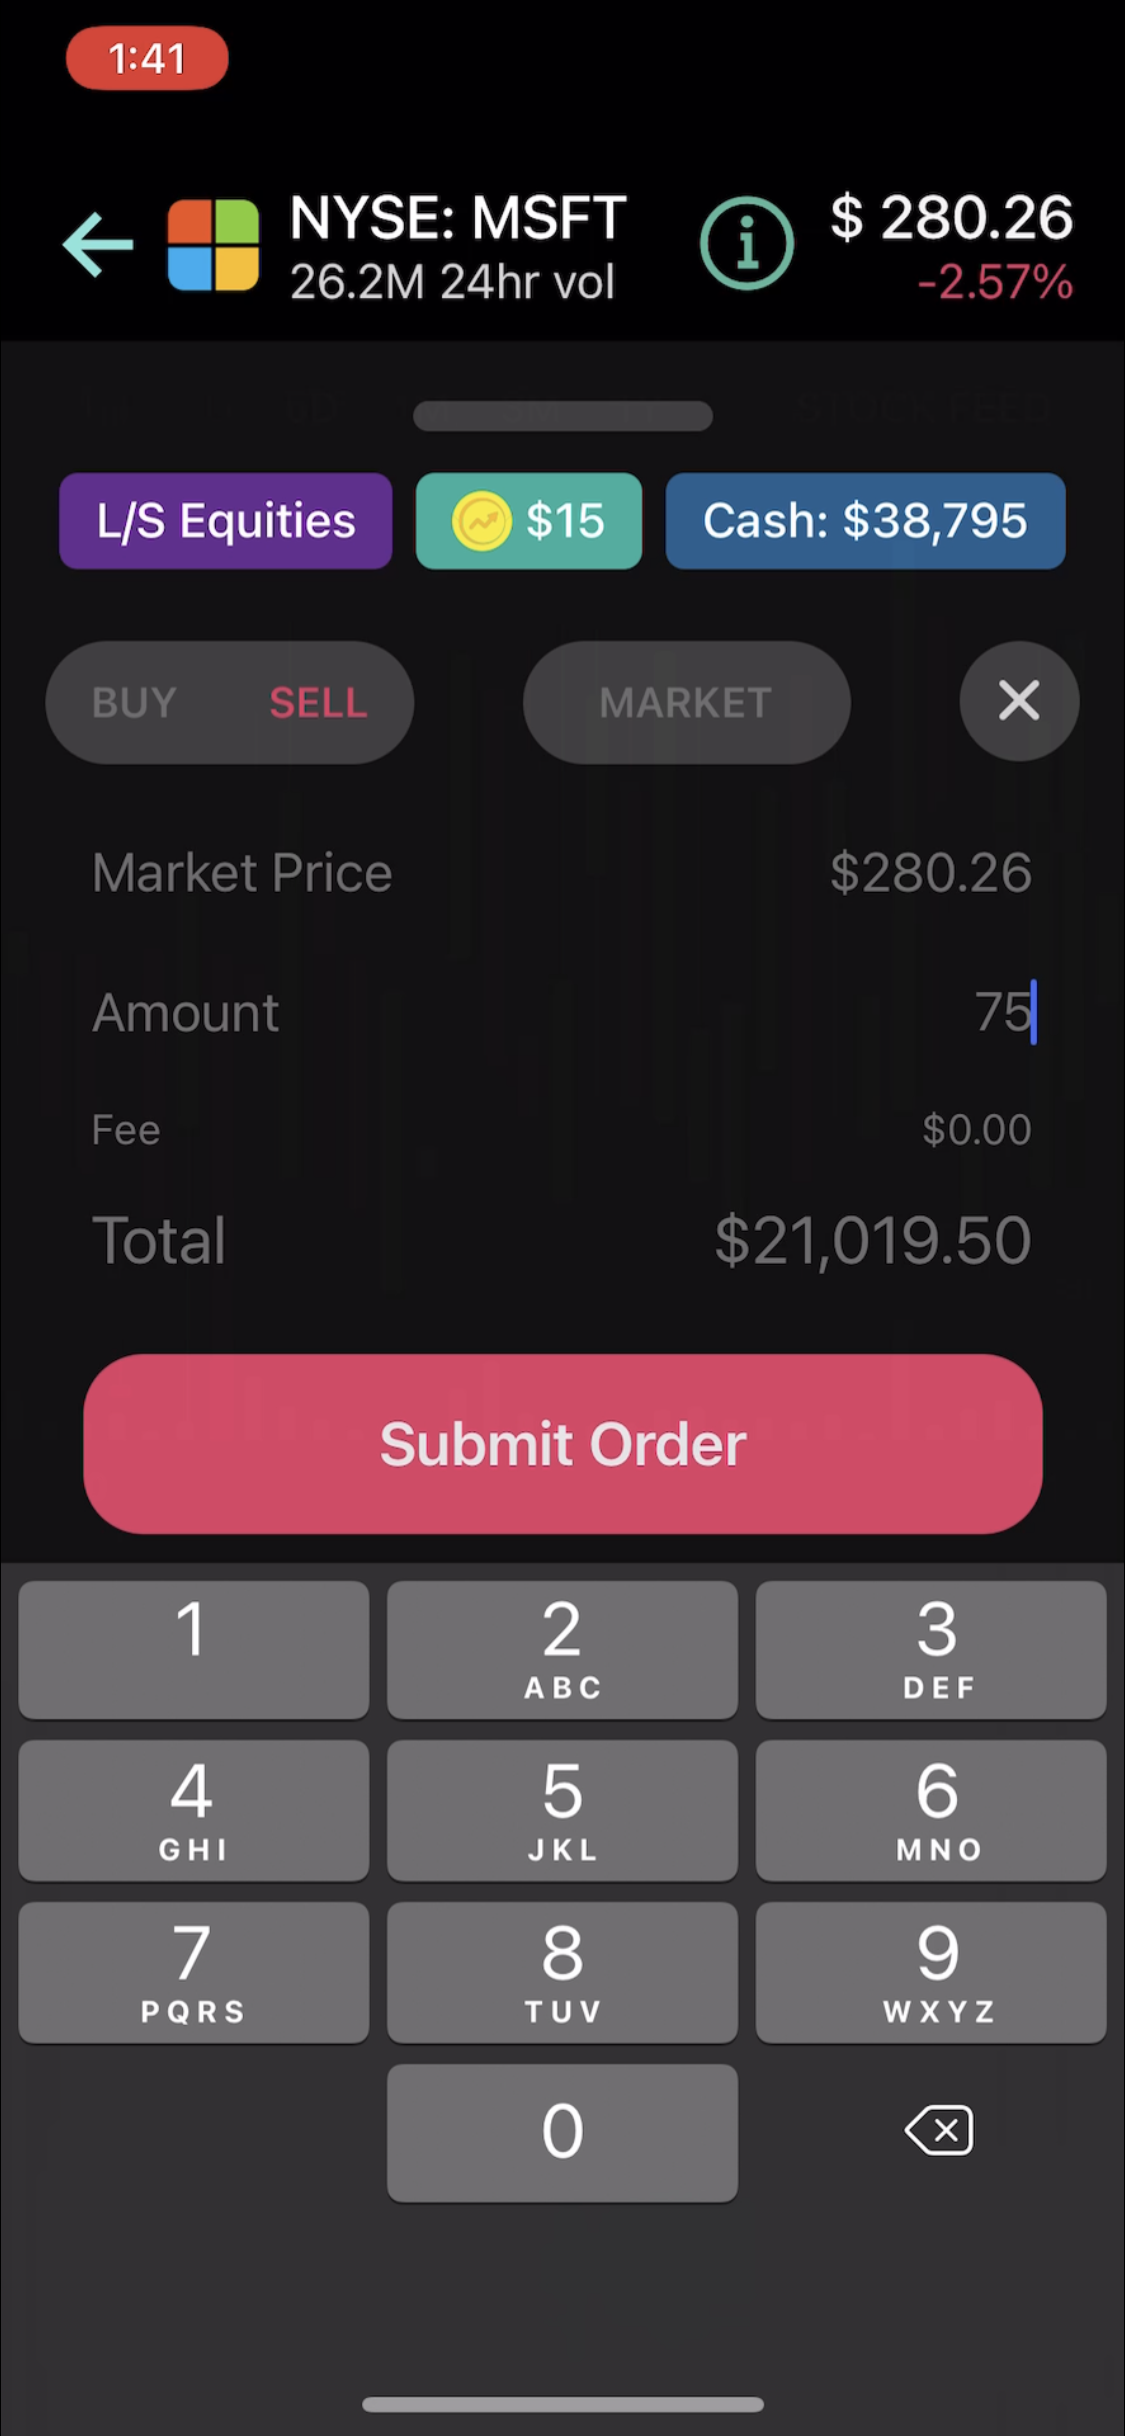 1:41
NYSE: MSFT
$ 280.26
26.2M 24hr vol
-2.57%
L/S Equities
$15
Cash: $38,795
BUY SELL
MARKET
Market Price
$280.26
Amount
75
Fee
$0.00
Total
$21,019.50
Submit Order
1
2
ABC
3
DEF
4
GHI
5
JKL
6
MNO
7
PQRS
8
TUV
9
WXYZ
0